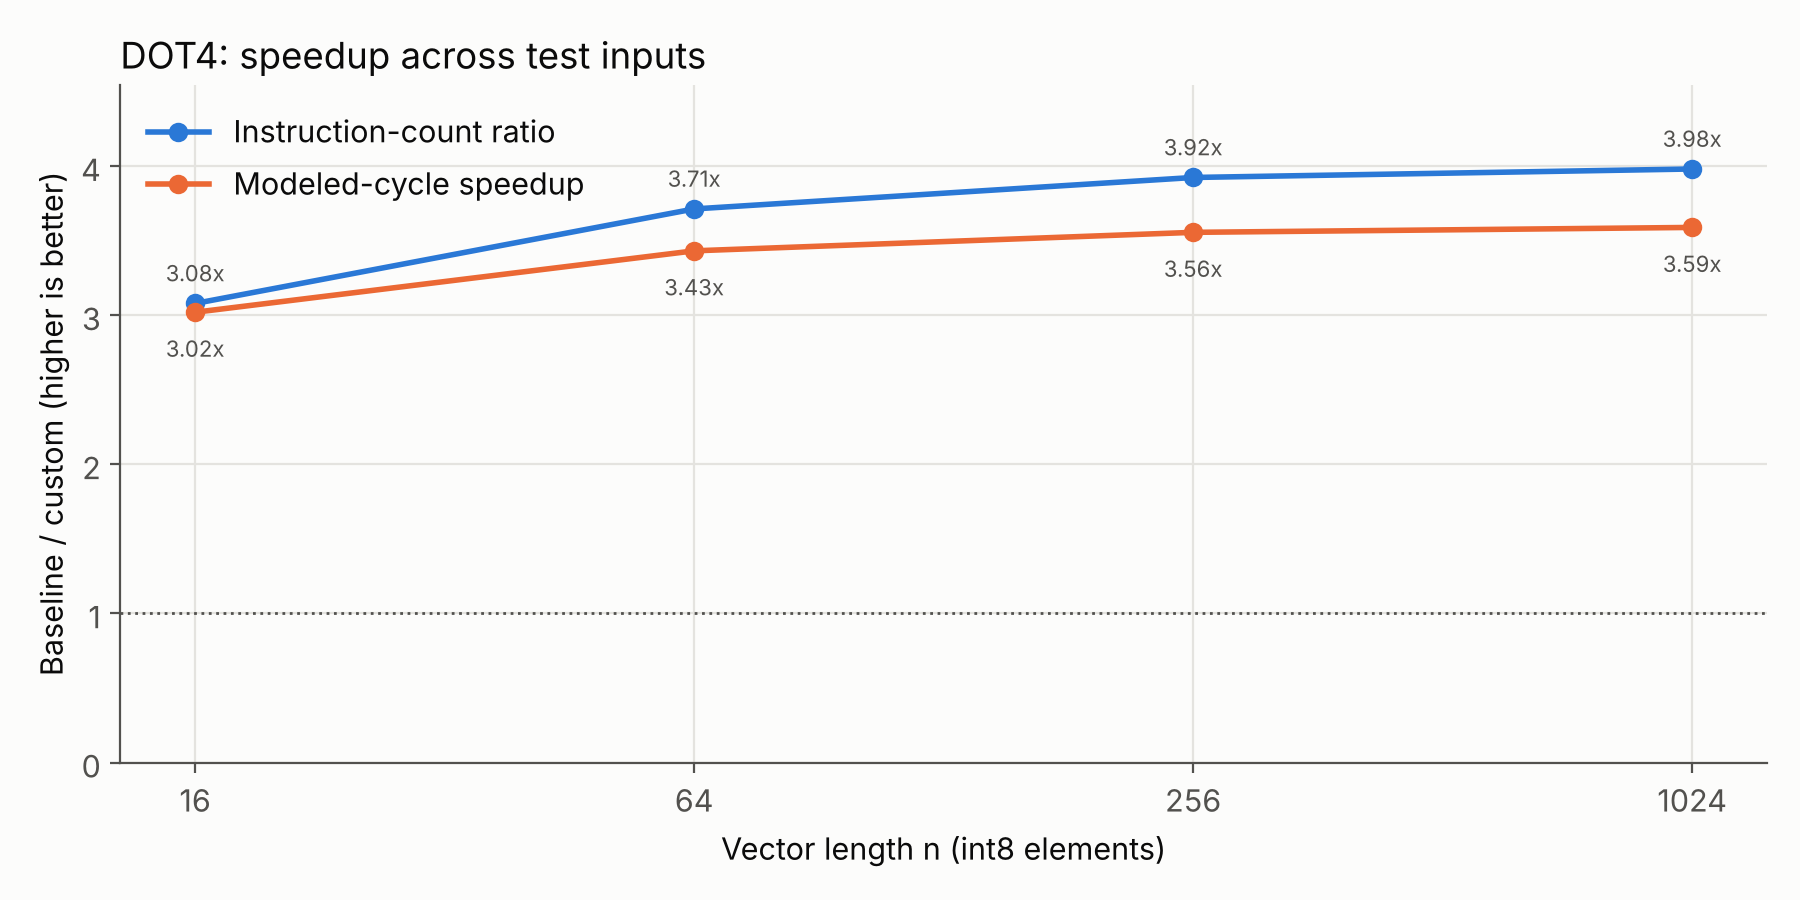 DOT4: speedup across test inputs
Instruction-count ratio
Modeled-cycle speedup
Baseline / custom (higher is better)
4
3
2
1
0
3.08x
3.71x
3.92x
3.98x
3.02x
3.43x
3.56x
3.59x
16
64
256
1024
Vector length n (int8 elements)